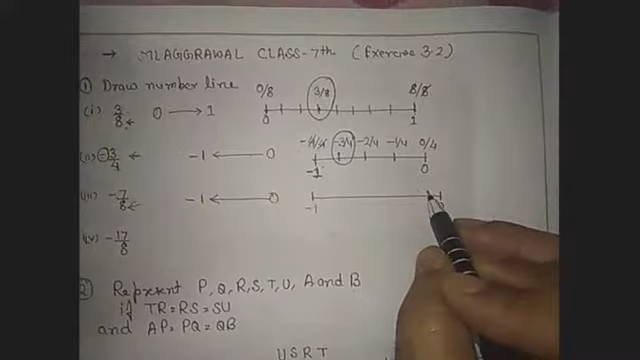 → MLAGGRAWAL CLASS-7th (Exercise 3.2)
① Draw number line
(i) 3/8 ← 0 → 1
0/8 3/8 8/8
0 1
(ii) -3/4 ← -1 ← 0
-4/4 -3/4 -2/4 -1/4 0/4
-1 0
(iii) -7/8 ← -1 ← 0
-1 0
(iv) -17/8
② Represent P, Q, R, S, T, U, A and B
if TR = RS = SU
and AP = PQ = QB
U S R T